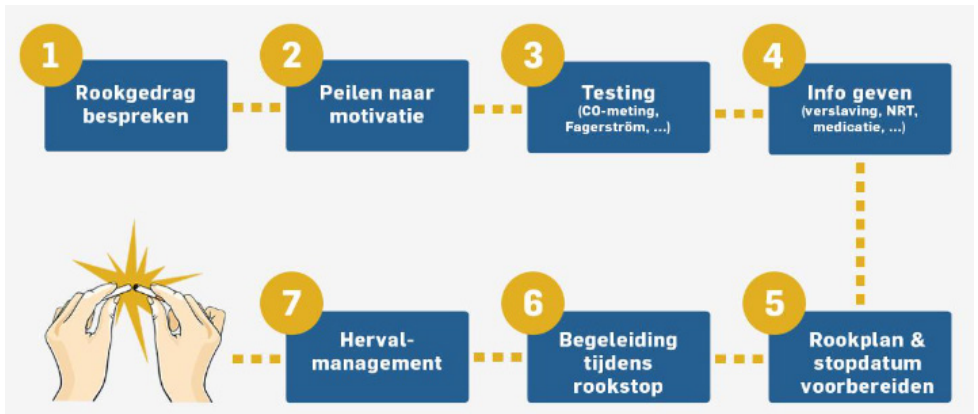 1
Rookgedrag
bespreken
2
Peilen naar
motivatie
3
Testing
(CO-meting,
Fagerström, ...)
4
Info geven
(verslaving, NRT,
medicatie, ...)
5
Rookplan &
stopdatum
voorbereiden
6
Begeleiding
tijdens
rookstop
7
Herval-
management